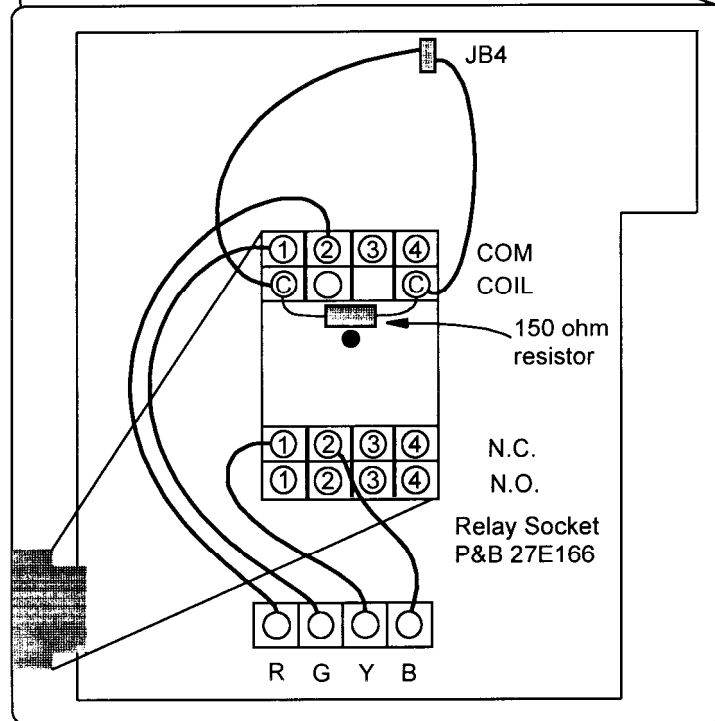 JB4
1 2 3 4 COM
C C COIL
150 ohm
resistor
1 2 3 4 N.C.
1 2 3 4 N.O.
Relay Socket
P&B 27E166
R G Y B